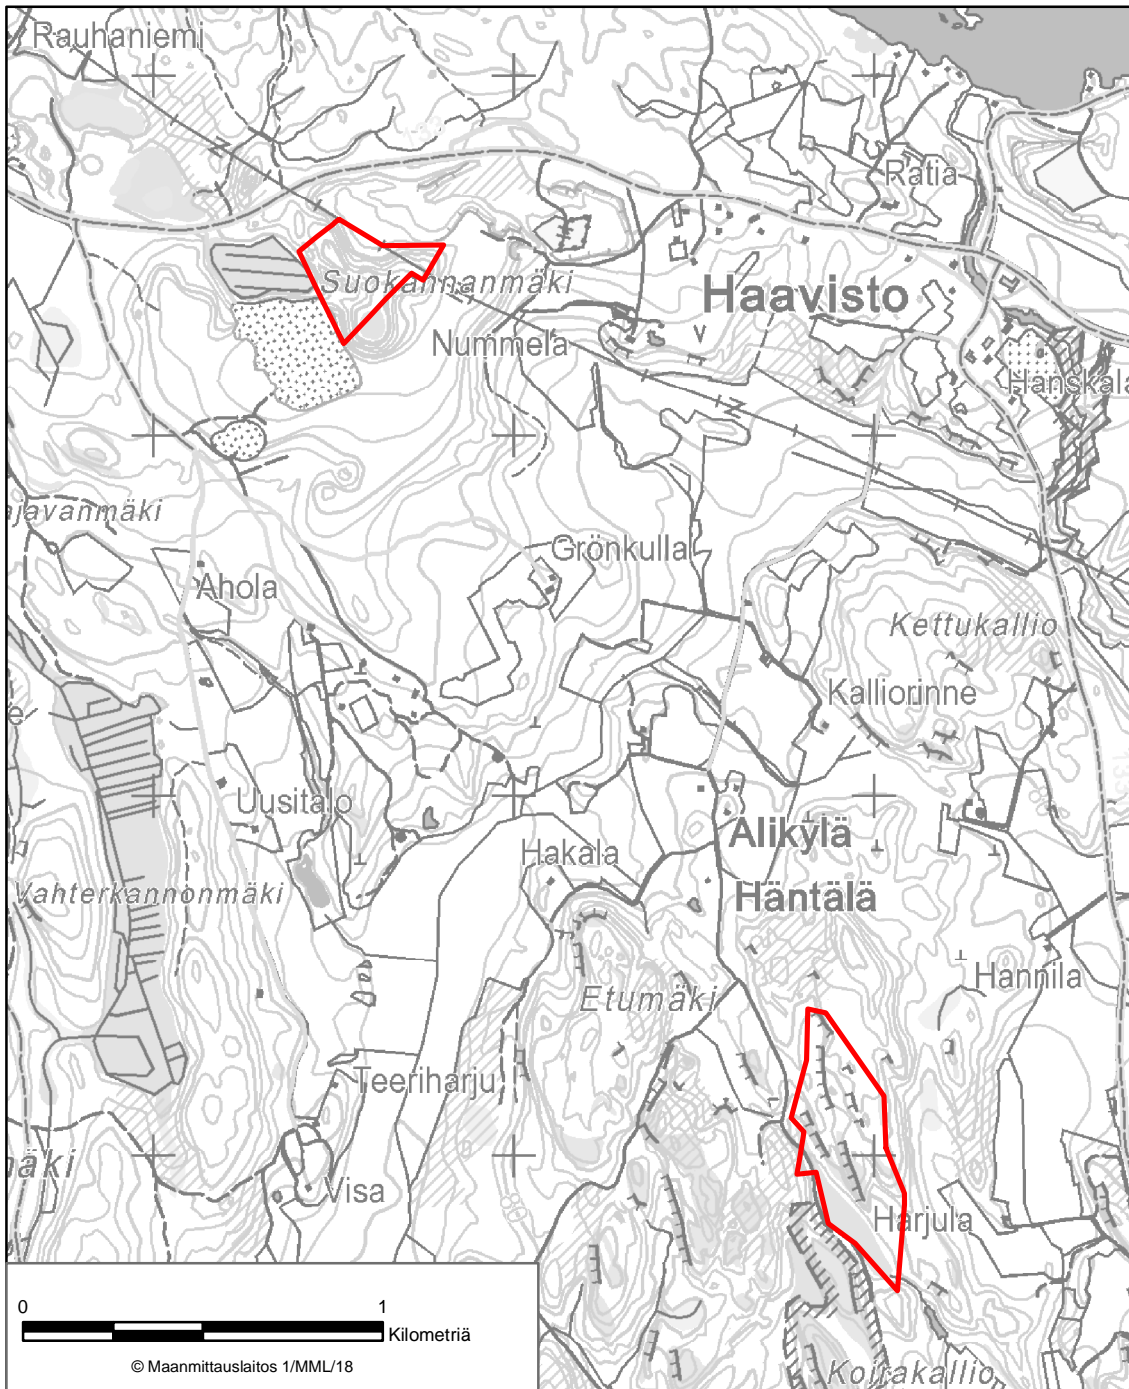 Rauhaniemi
Ratia
Suokannanmäki
Haavisto
Nummela
Hanskala
ajavanmäki
Grönkulla
Ahola
Kettukallio
Kalliorinne
e
Uusitalo
Alikylä
Hakala
Vahterkannonmäki
Häntälä
Hannila
Etumäki
Teeriharju
mäki
Visa
Harjula
0 1
Kilometriä
© Maanmittauslaitos 1/MML/18
Koirakallio